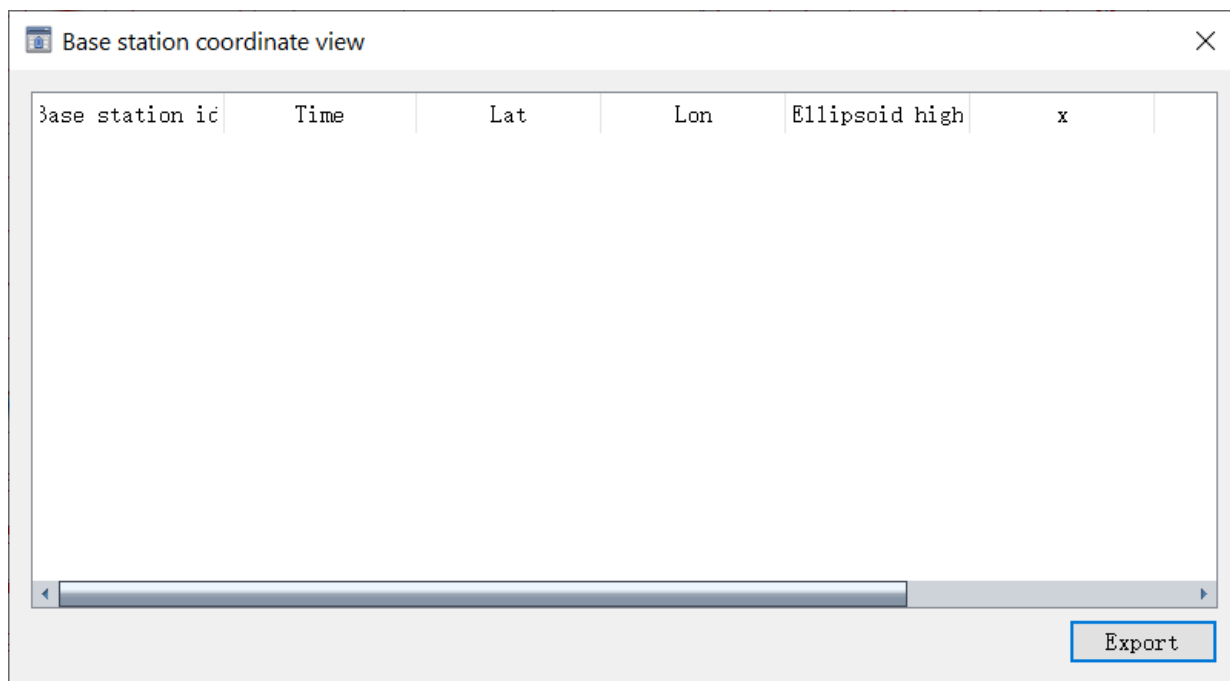 Base station coordinate view
Base station id Time Lat Lon Ellipsoid high x
Export